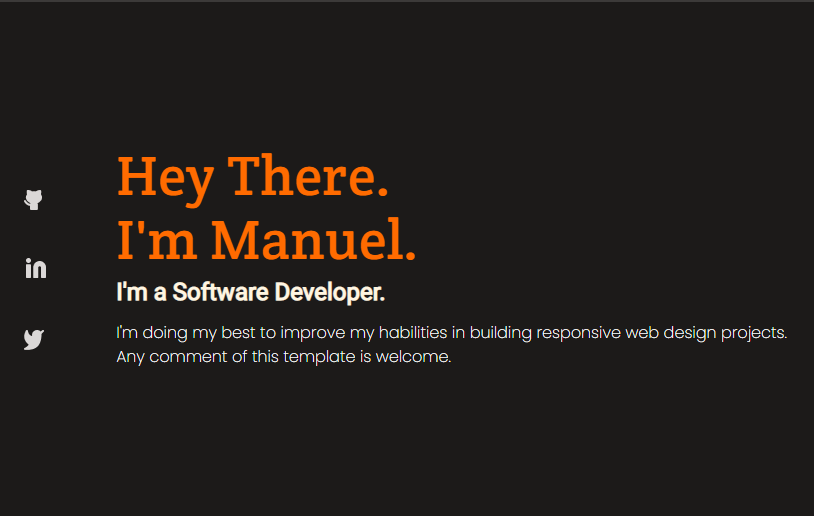 Hey There.
I'm Manuel.
I'm a Software Developer.
I'm doing my best to improve my habilities in building responsive web design projects.
Any comment of this template is welcome.